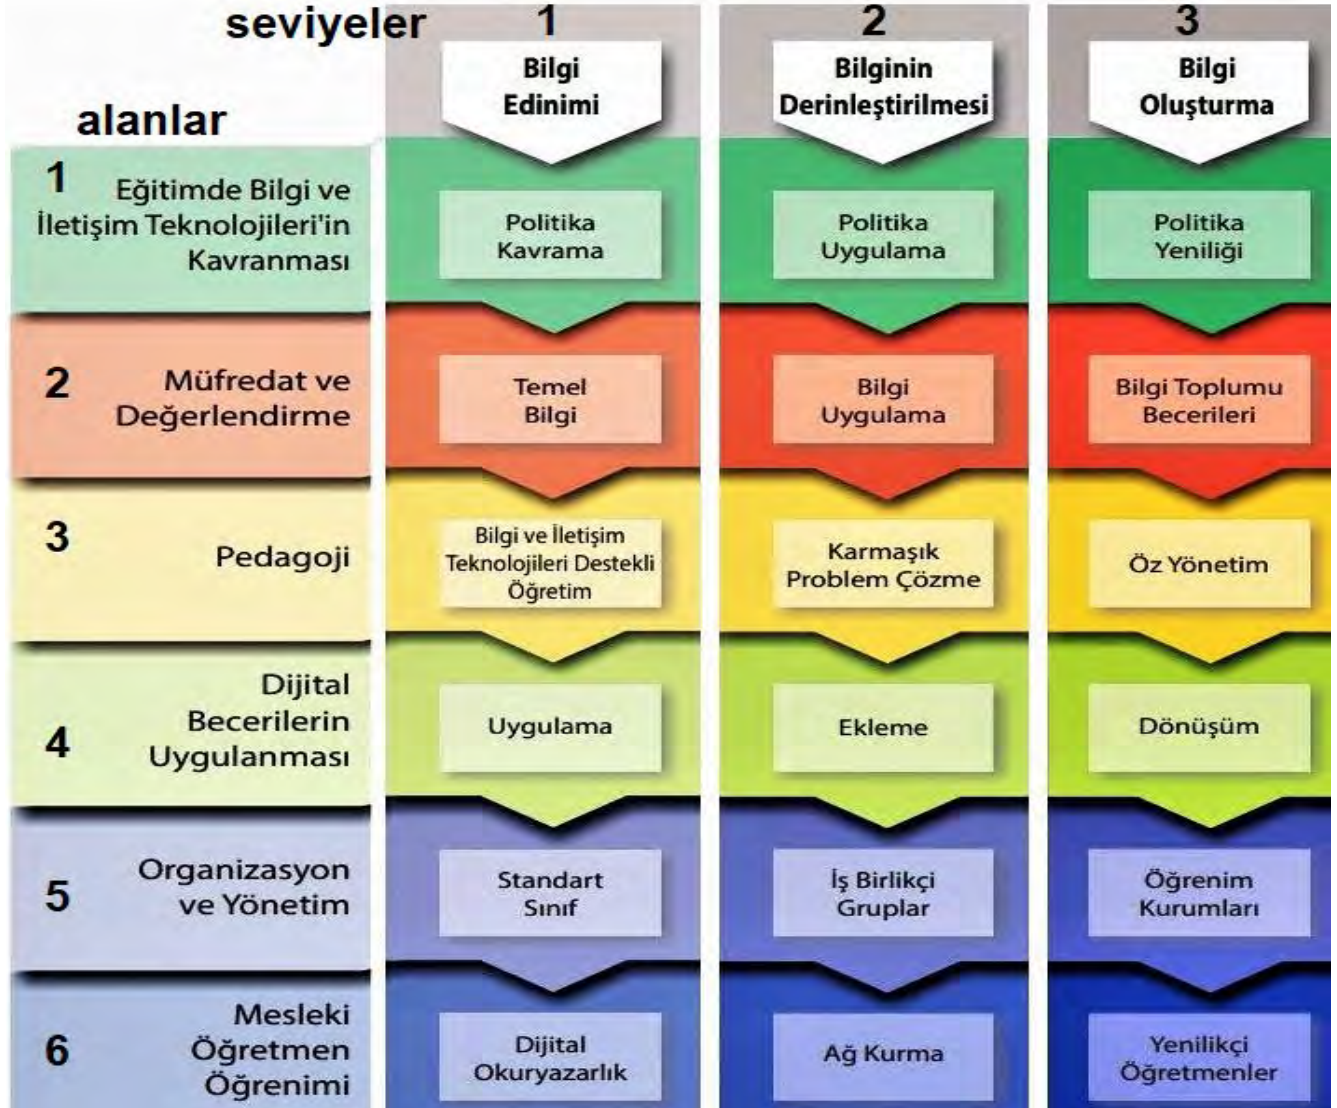 seviyeler
1
2
3
Bilgi
Edinimi
Bilginin
Derinleştirilmesi
Bilgi
Oluşturma
alanlar
1
Eğitimde Bilgi ve
İletişim Teknolojileri'in
Kavranması
Politika
Kavrama
Politika
Uygulama
Politika
Yeniliği
2
Müfredat ve
Değerlendirme
Temel
Bilgi
Bilgi
Uygulama
Bilgi Toplumu
Becerileri
3
Pedagoji
Bilgi ve İletişim
Teknolojileri Destekli
Öğretim
Karmaşık
Problem Çözme
Öz Yönetim
4
Dijital
Becerilerin
Uygulanması
Uygulama
Ekleme
Dönüşüm
5
Organizasyon
ve Yönetim
Standart
Sınıf
İş Birlikçi
Gruplar
Öğrenim
Kurumları
6
Mesleki
Öğretmen
Öğrenimi
Dijital
Okuryazarlık
Ağ Kurma
Yenilikçi
Öğretmenler